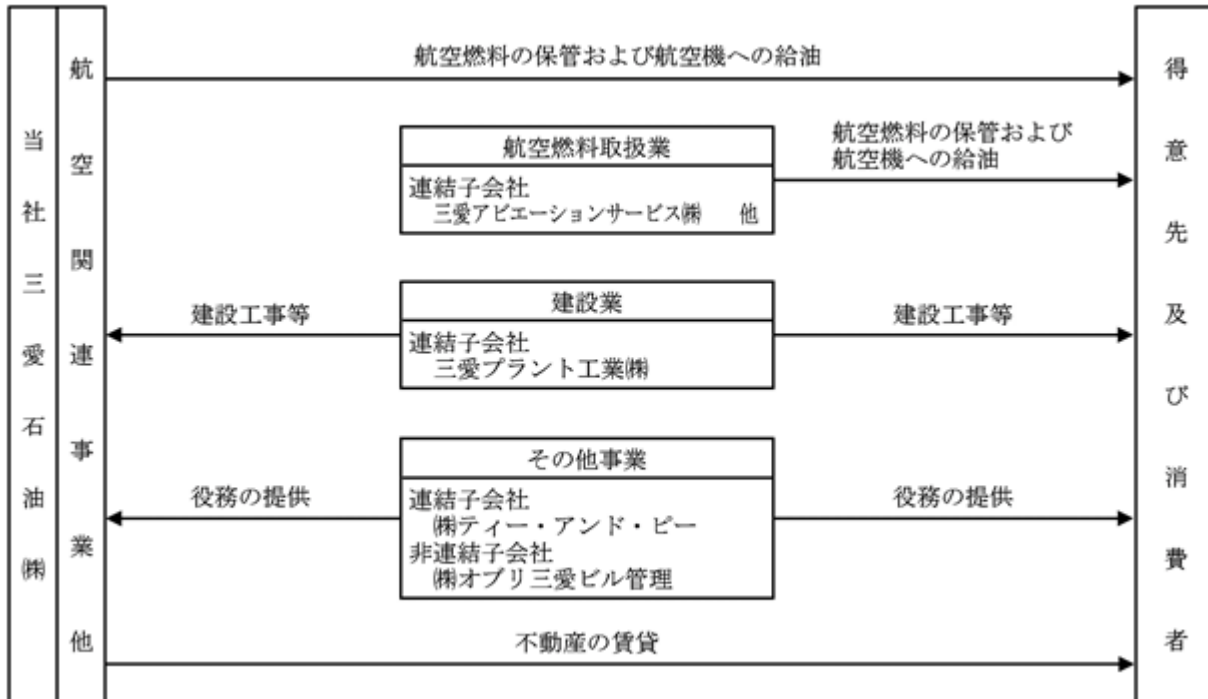 当社三愛石油㈱
航空関連事業他
航空燃料の保管および航空機への給油
航空燃料取扱業
連結子会社
三愛アビエーションサービス㈱　他
航空燃料の保管および
航空機への給油
建設工事等
建設業
連結子会社
三愛プラント工業㈱
建設工事等
役務の提供
その他事業
連結子会社
㈱ティー・アンド・ピー
非連結子会社
㈱オブリ三愛ビル管理
役務の提供
不動産の賃貸
得意先及び消費者